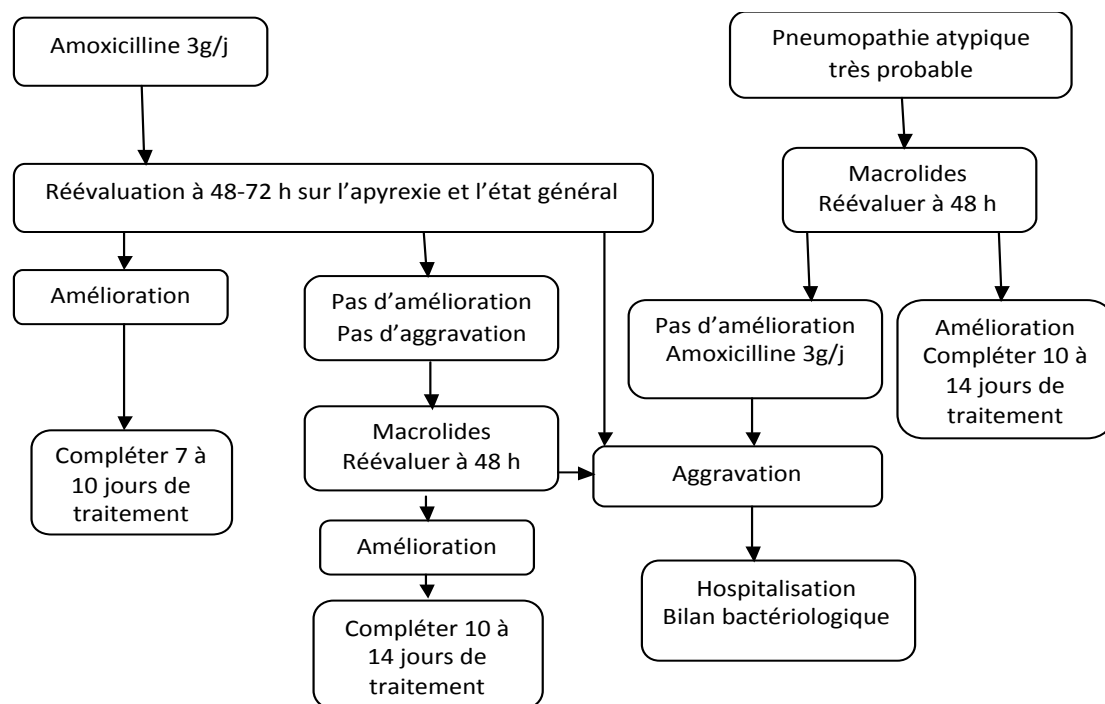 Amoxicilline 3g/j
Pneumopathie atypique
très probable
Réévaluation à 48-72 h sur l’apyrexie et l’état général
Macrolides
Réévaluer à 48 h
Amélioration
Pas d’amélioration
Pas d’aggravation
Pas d’amélioration
Amoxicilline 3g/j
Amélioration
Compléter 10 à
14 jours de
traitement
Compléter 7 à
10 jours de
traitement
Macrolides
Réévaluer à 48 h
Aggravation
Amélioration
Hospitalisation
Bilan bactériologique
Compléter 10 à
14 jours de
traitement